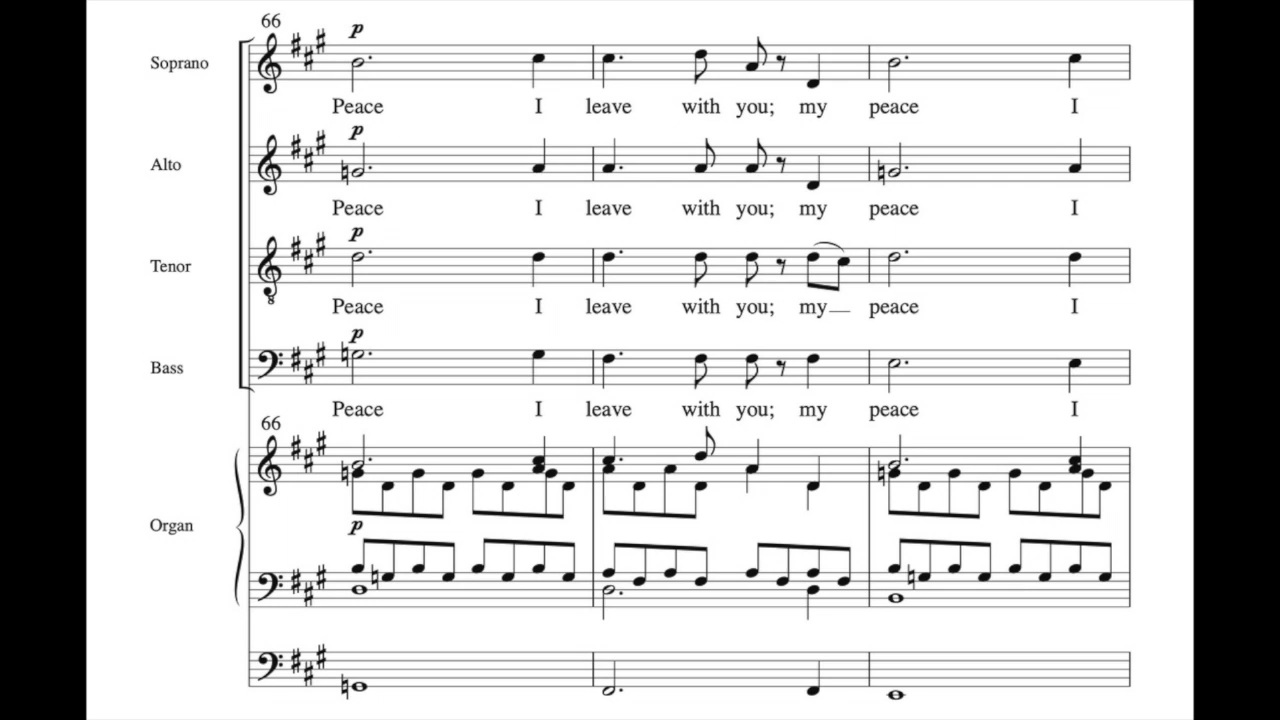 66
p
Soprano
Peace I leave with you; my peace I
p
Alto
Peace I leave with you; my peace I
p
Tenor
8
Peace I leave with you; my peace I
p
Bass
Peace I leave with you; my peace I
66
Organ
p